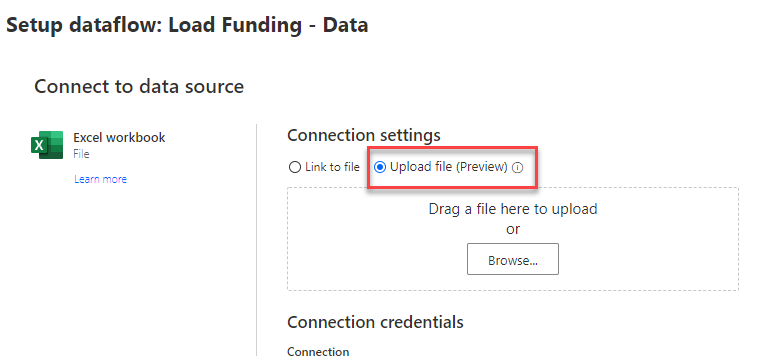 Setup dataflow: Load Funding - Data
Connect to data source
Excel workbook
File
Learn more
Connection settings
Link to file
Upload file (Preview)
Drag a file here to upload
or
Browse...
Connection credentials
Connection